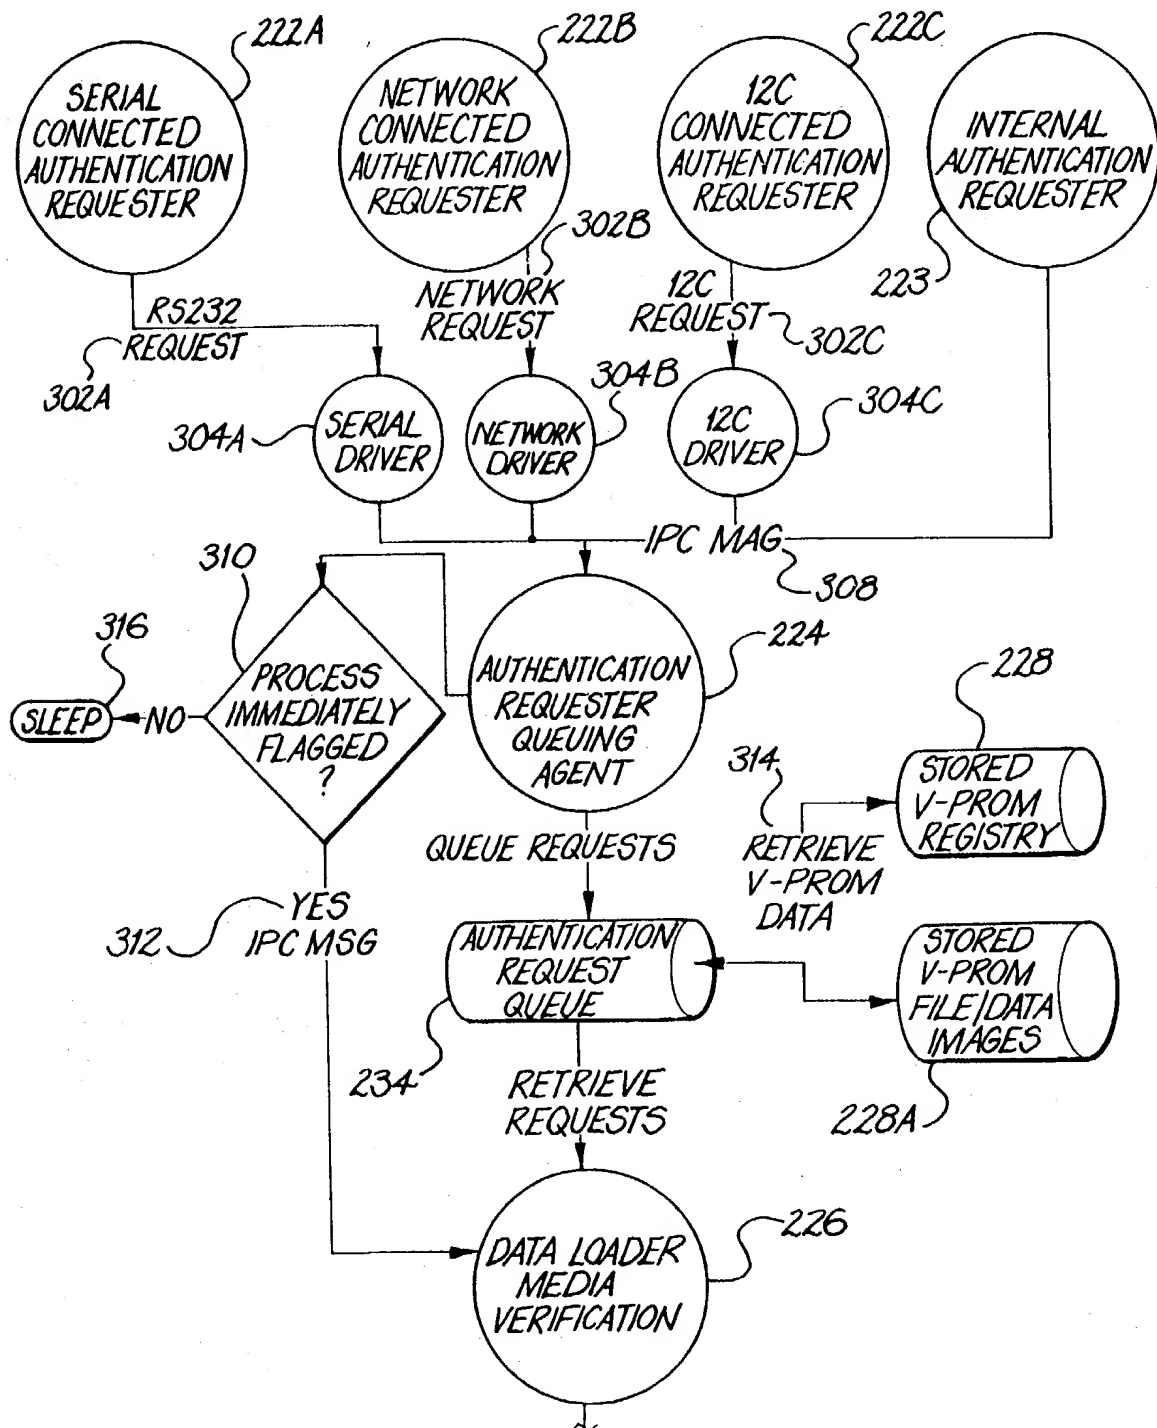 222A
222B
222C
SERIAL
CONNECTED
AUTHENTICATION
REQUESTER
NETWORK
CONNECTED
AUTHENTICATION
REQUESTER
12C
CONNECTED
AUTHENTICATION
REQUESTER
INTERNAL
AUTHENTICATION
REQUESTER
223
RS232
REQUEST
302A
302B
NETWORK
REQUEST
12C
REQUEST
302C
304A
SERIAL
DRIVER
304B
NETWORK
DRIVER
12C
DRIVER
304C
IPC MAG
308
310
316
SLEEP
NO
PROCESS
IMMEDIATELY
FLAGGED
?
AUTHENTICATION
REQUESTER
QUEUING
AGENT
224
228
STORED
V-PROM
REGISTRY
314
RETRIEVE
V-PROM
DATA
QUEUE REQUESTS
312
YES
IPC MSG
AUTHENTICATION
REQUEST
QUEUE
234
STORED
V-PROM
FILE/DATA
IMAGES
228A
RETRIEVE
REQUESTS
DATA LOADER
MEDIA
VERIFICATION
226